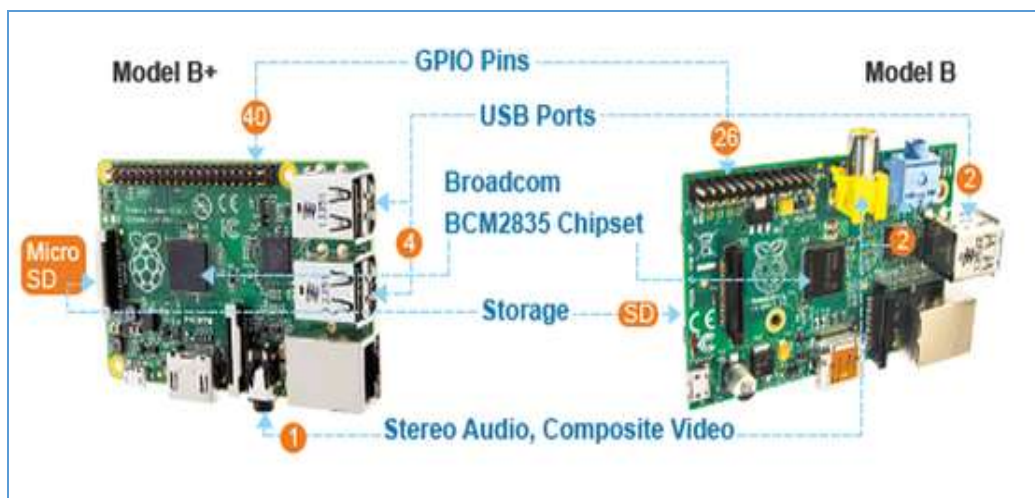 GPIO Pins
Model B+
Model B
40
USB Ports
26
Broadcom
2
BCM2835 Chipset
Micro
SD
4
2
Storage
SD
Stereo Audio, Composite Video
1